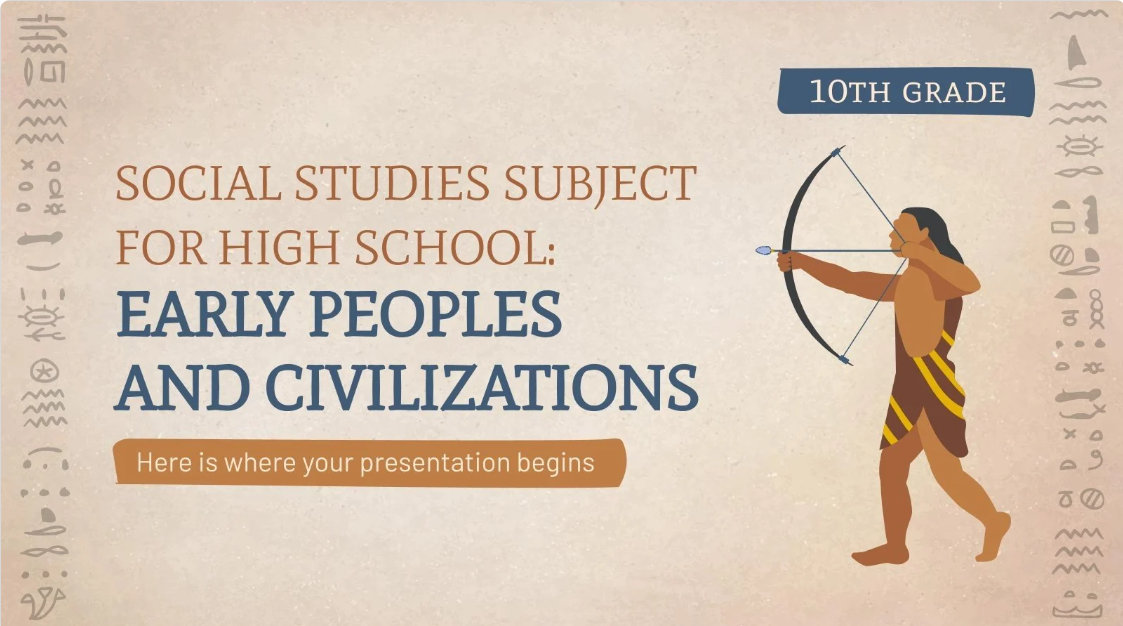 10TH GRADE
SOCIAL STUDIES SUBJECT
FOR HIGH SCHOOL:
EARLY PEOPLES
AND CIVILIZATIONS
Here is where your presentation begins